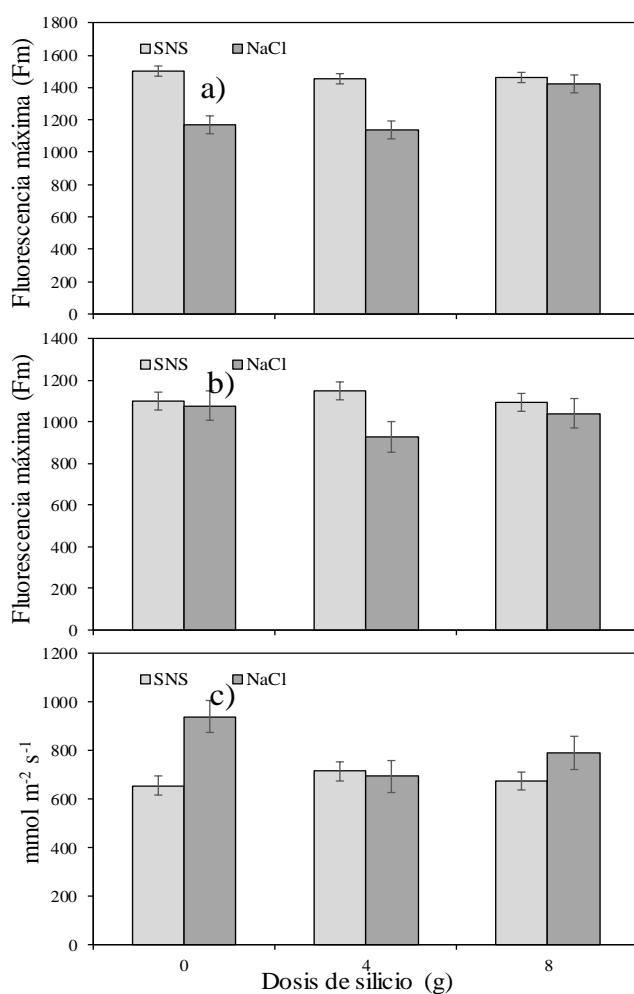 Fluorescencia máxima (Fm)
1800
1600
1400
1200
1000
800
600
400
200
0
SNS NaCl
a)
Fluorescencia máxima (Fm)
1400
1200
1000
800
600
400
200
0
SNS NaCl
b)
mmol m⁻² s⁻¹
1200
1000
800
600
400
200
0
SNS NaCl
c)
0 4 8
Dosis de silicio (g)